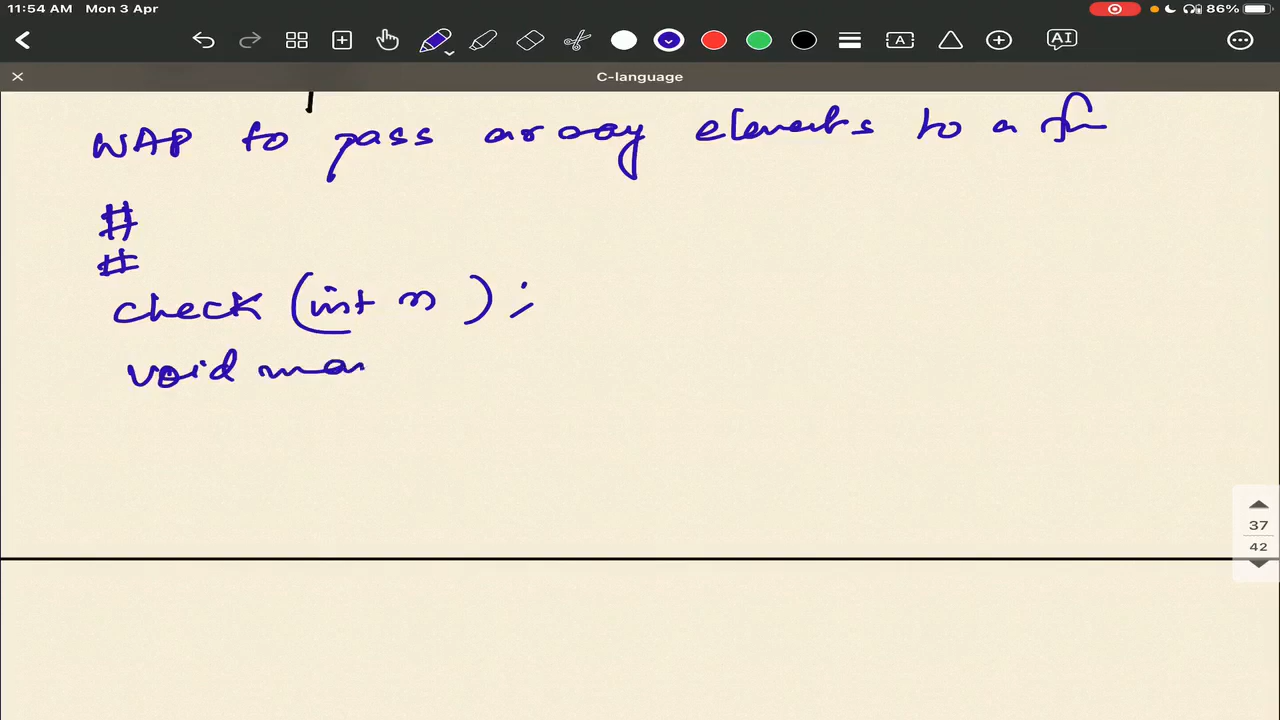 11:54 AM Mon 3 Apr 86%
A AI
C-language
WAP to pass array elements to a fn
#
#
check (int n);
void mai
37
42